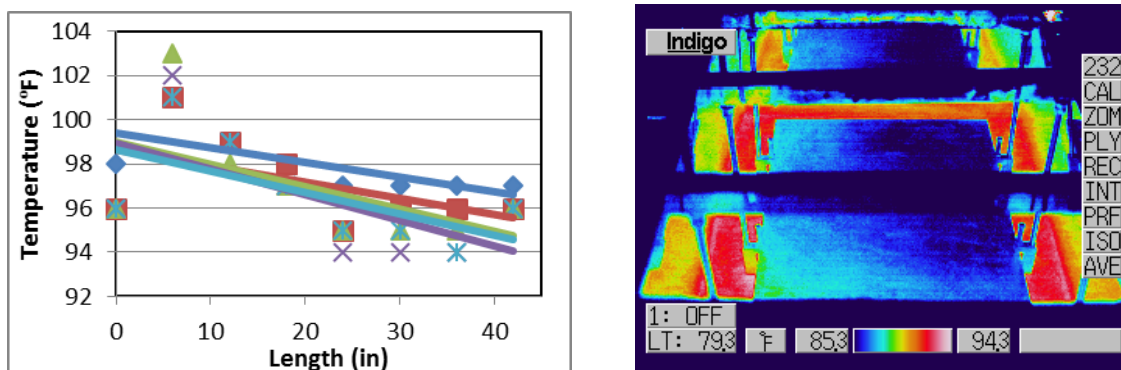 104
102
100
98
96
94
92
Temperature (ºF)
0
10
20
30
40
Length (in)
Indigo
232
CAL
ZOM
PLY
REC
INT
PRF
ISO
AVE
1: OFF
LT: 79.3 °F 85.3 94.3